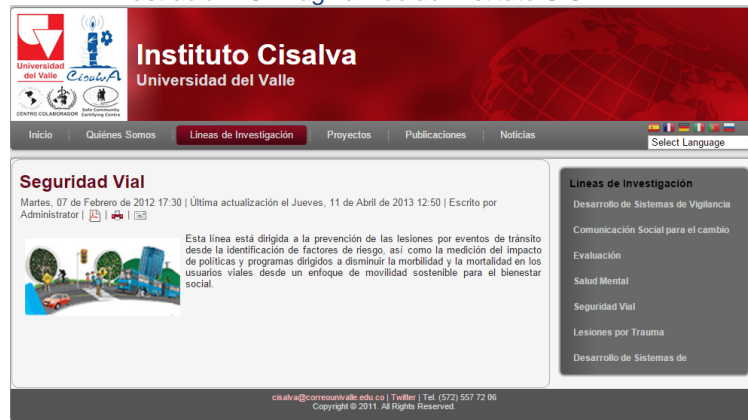 Universidad
del Valle
CisalvA
CENTRO COLABORADOR
Safe Community
Certifying Centre
Instituto Cisalva
Universidad del Valle
Inicio
Quiénes Somos
Lineas de Investigación
Proyectos
Publicaciones
Noticias
Select Language
Seguridad Vial
Martes, 07 de Febrero de 2012 17:30 | Última actualización el Jueves, 11 de Abril de 2013 12:50 | Escrito por
Administrator |
Esta línea está dirigida a la prevención de las lesiones por eventos de tránsito
desde la identificación de factores de riesgo, así como la medición del impacto
de políticas y programas dirigidos a disminuir la morbilidad y la mortalidad en los
usuarios viales desde un enfoque de movilidad sostenible para el bienestar
social.
Lineas de Investigación
Desarrollo de Sistemas de Vigilancia
Comunicación Social para el cambio
Evaluación
Salud Mental
Seguridad Vial
Lesiones por Trauma
Desarrollo de Sistemas de
cisalva@correounivalle.edu.co | Twitter | Tel. (572) 557 72 06
Copyright © 2011. All Rights Reserved.